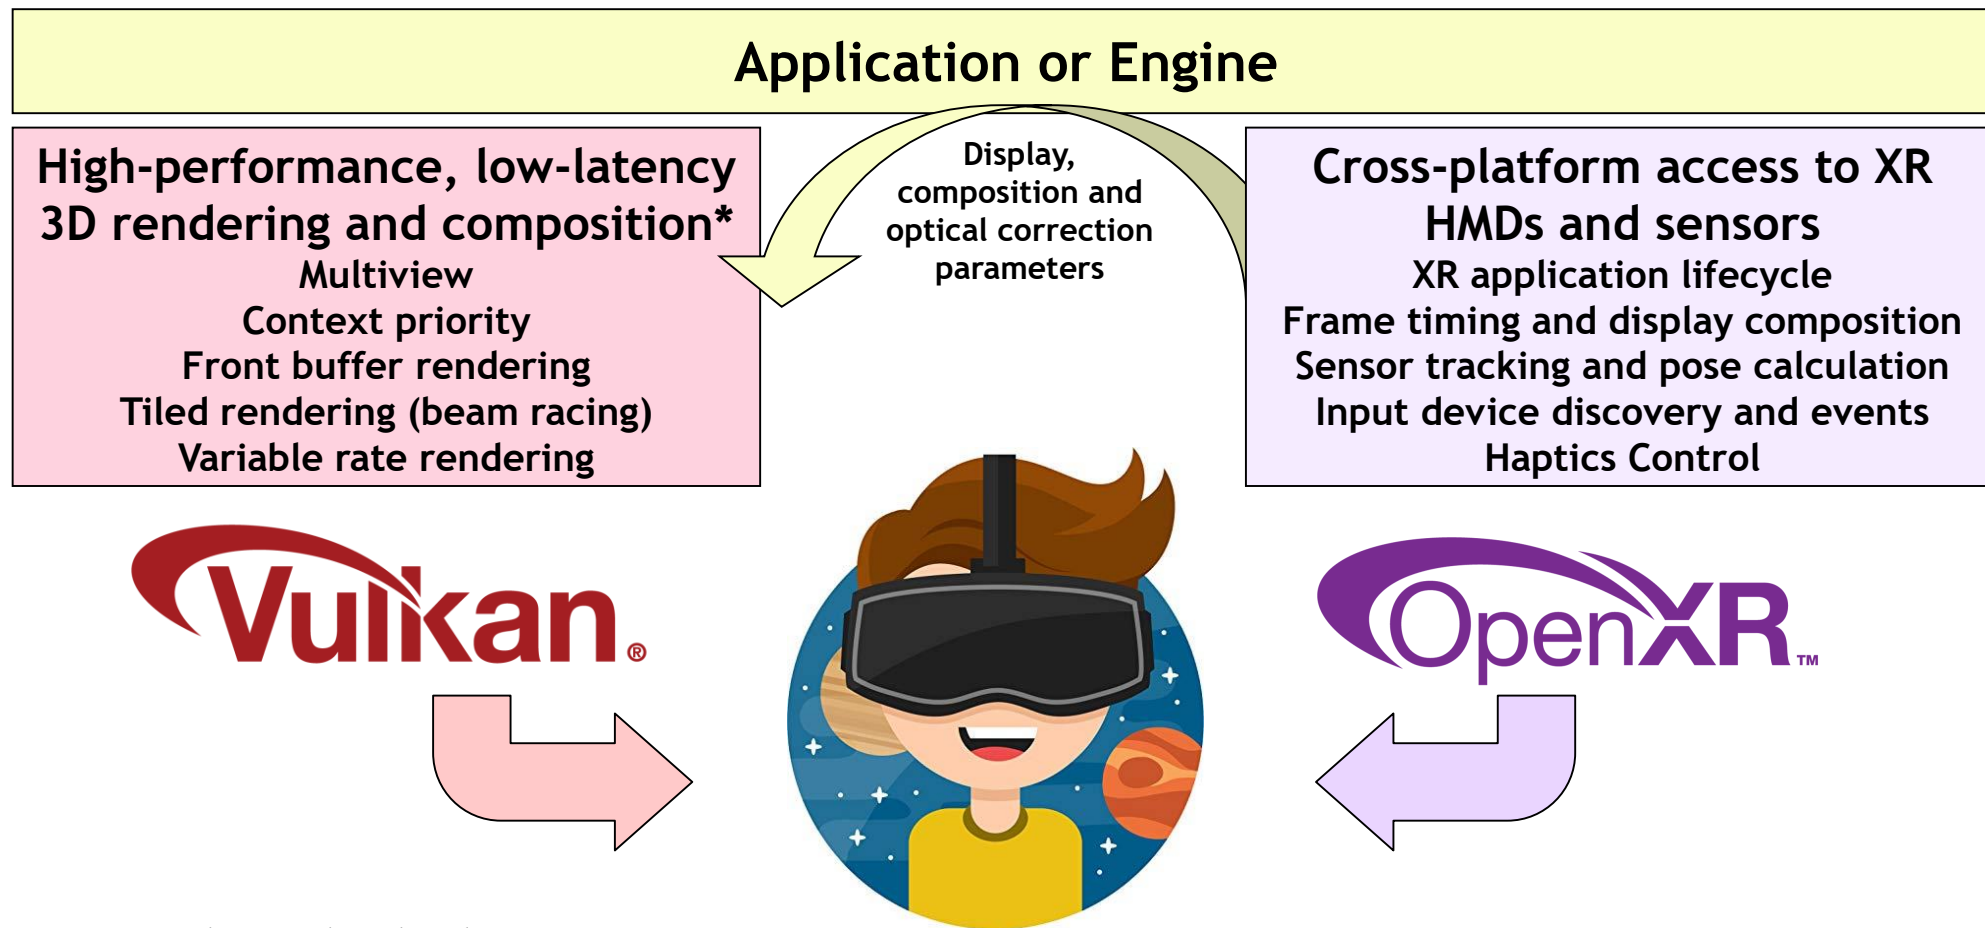 Application or Engine
High-performance, low-latency
3D rendering and composition*
Multiview
Context priority
Front buffer rendering
Tiled rendering (beam racing)
Variable rate rendering
Display,
composition and
optical correction
parameters
Cross-platform access to XR
HMDs and sensors
XR application lifecycle
Frame timing and display composition
Sensor tracking and pose calculation
Input device discovery and events
Haptics Control
Vulkan®
OpenXR™